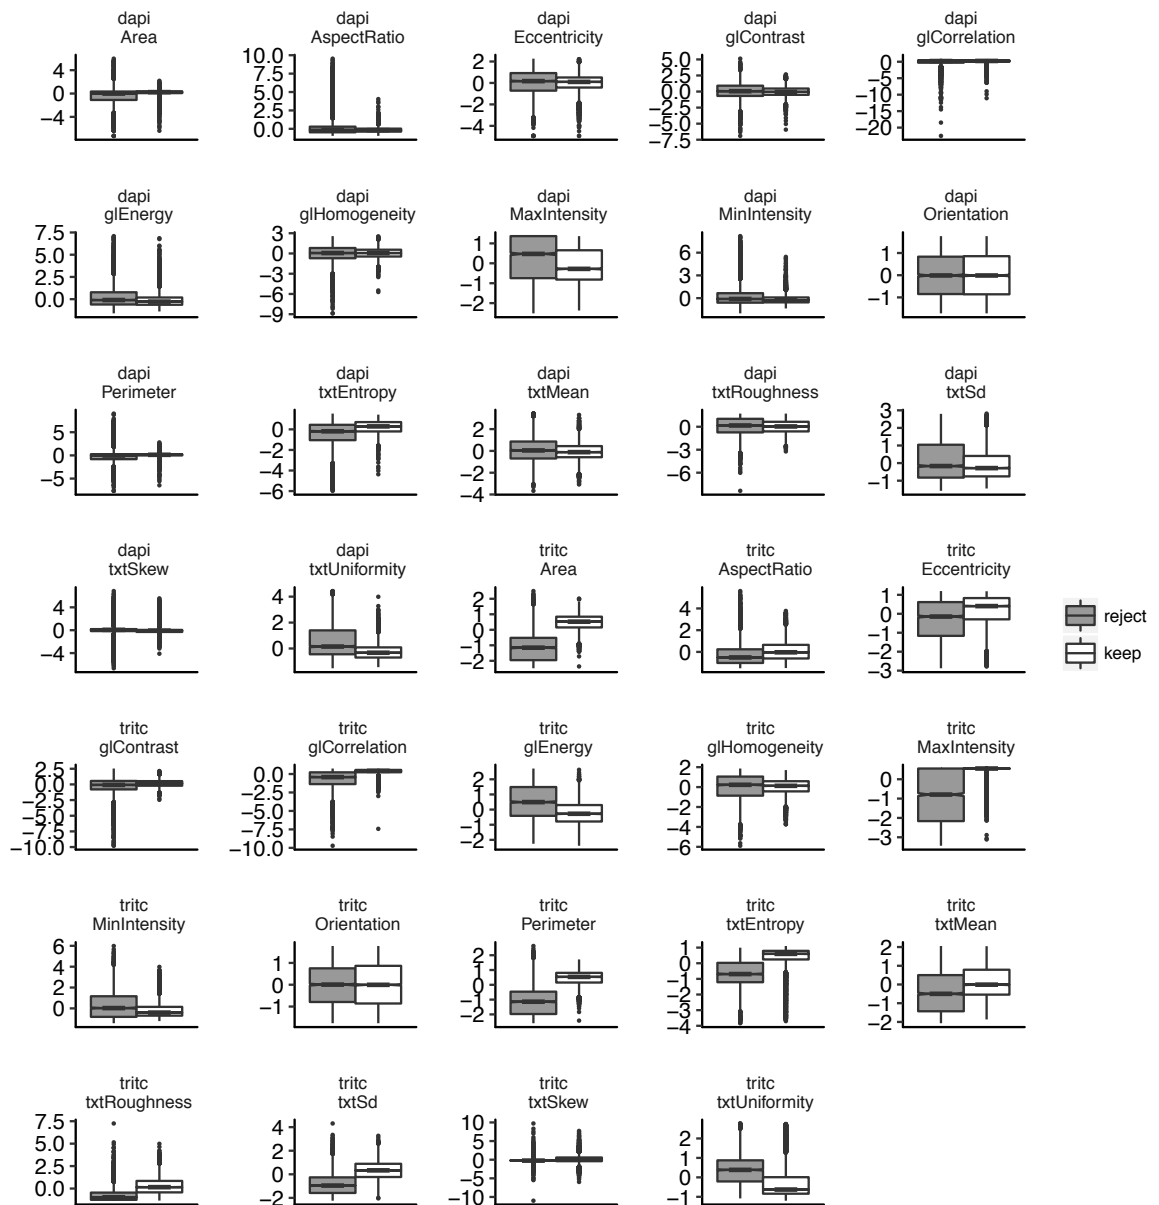 dapi
Area
4
0
−4
dapi
AspectRatio
10.0
7.5
5.0
2.5
0.0
dapi
Eccentricity
2
0
−2
−4
dapi
glContrast
5.0
2.5
0.0
−2.5
−5.0
−7.5
dapi
glCorrelation
0
−5
−10
−15
−20
dapi
glEnergy
7.5
5.0
2.5
0.0
dapi
glHomogeneity
3
0
−3
−6
−9
dapi
MaxIntensity
1
0
−1
−2
dapi
MinIntensity
6
3
0
dapi
Orientation
1
0
−1
dapi
Perimeter
5
0
−5
dapi
txtEntropy
0
−2
−4
−6
dapi
txtMean
2
0
−2
−4
dapi
txtRoughness
0
−3
−6
dapi
txtSd
3
2
1
0
−1
dapi
txtSkew
4
0
−4
dapi
txtUniformity
4
2
0
tritc
Area
2
1
0
−1
−2
tritc
AspectRatio
4
2
0
tritc
Eccentricity
1
0
−1
−2
−3
reject
keep
tritc
glContrast
2.5
0.0
−2.5
−5.0
−7.5
−10.0
tritc
glCorrelation
0.0
−2.5
−5.0
−7.5
−10.0
tritc
glEnergy
2
1
0
−1
−2
tritc
glHomogeneity
2
0
−2
−4
−6
tritc
MaxIntensity
0
−1
−2
−3
tritc
MinIntensity
6
4
2
0
tritc
Orientation
1
0
−1
tritc
Perimeter
2
1
0
−1
−2
tritc
txtEntropy
1
0
−1
−2
−3
−4
tritc
txtMean
2
1
0
−1
−2
tritc
txtRoughness
7.5
5.0
2.5
0.0
tritc
txtSd
4
2
0
−2
tritc
txtSkew
10
5
0
−5
−10
tritc
txtUniformity
2
1
0
−1